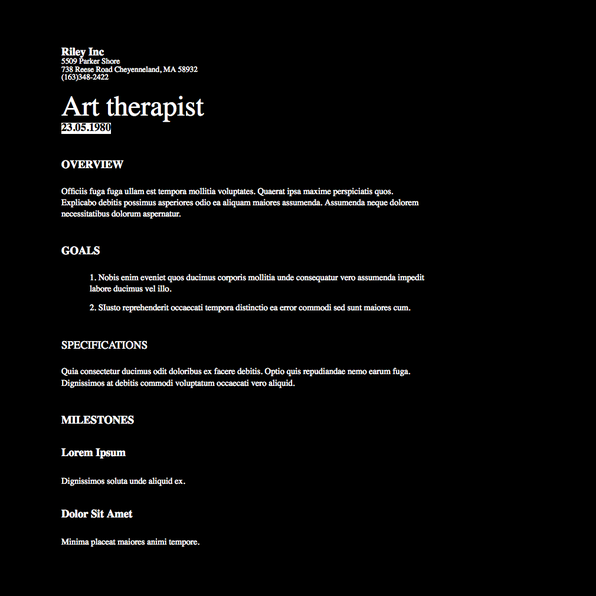 Riley Inc
5509 Parker Shore
738 Reese Road Cheyenneland, MA 58932
(163)348-2422
Art therapist
23.05.1980
OVERVIEW
Officiis fuga fuga ullam est tempora mollitia voluptates. Quaerat ipsa maxime perspiciatis quos.
Explicabo debitis possimus asperiores odio ea aliquam maiores assumenda. Assumenda neque dolorem
necessitatibus dolorum aspernatur.
GOALS
1. Nobis enim eveniet quos ducimus corporis mollitia unde consequatur vero assumenda impedit
labore ducimus vel illo.
2. SIusto reprehenderit occaecati tempora distinctio ea error commodi sed sunt maiores cum.
SPECIFICATIONS
Quia consectetur ducimus odit doloribus ex facere debitis. Optio quis repudiandae nemo earum fuga.
Dignissimos at debitis commodi voluptatum occaecati vero aliquid.
MILESTONES
Lorem Ipsum
Dignissimos soluta unde aliquid ex.
Dolor Sit Amet
Minima placeat maiores animi tempore.